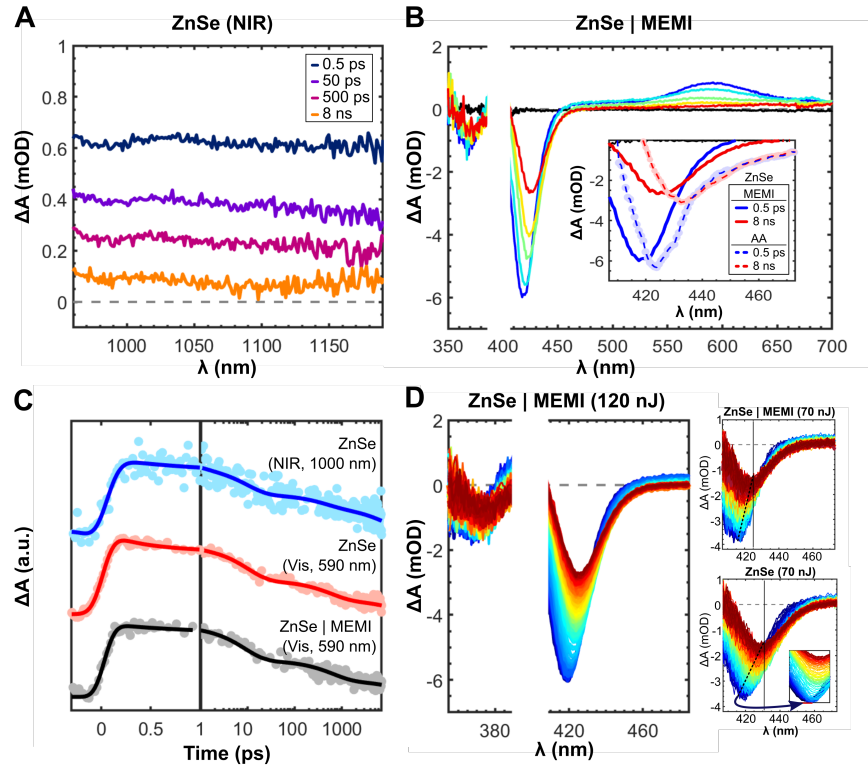 A
ZnSe (NIR)
1
0.8
0.6
0.4
0.2
0
ΔA (mOD)
0.5 ps
50 ps
500 ps
8 ns
1000
1050
1100
1150
λ (nm)
B
ZnSe | MEMI
2
0
-2
-4
-6
ΔA (mOD)
350
400
450
500
550
600
650
700
λ (nm)
-2
-4
-6
ΔA (mOD)
420
440
460
λ (nm)
ZnSe
MEMI
0.5 ps
8 ns
AA
0.5 ps
8 ns
C
ΔA (a.u.)
ZnSe
(NIR, 1000 nm)
ZnSe
(Vis, 590 nm)
ZnSe | MEMI
(Vis, 590 nm)
0
0.5
1
10
100
1000
Time (ps)
D
ZnSe | MEMI (120 nJ)
2
0
-2
-4
-6
ΔA (mOD)
380
420
460
λ (nm)
ZnSe | MEMI (70 nJ)
1
0
-1
-2
-3
-4
ΔA (mOD)
420
440
460
ZnSe (70 nJ)
1
0
-1
-2
-3
-4
ΔA (mOD)
420
440
460
λ (nm)